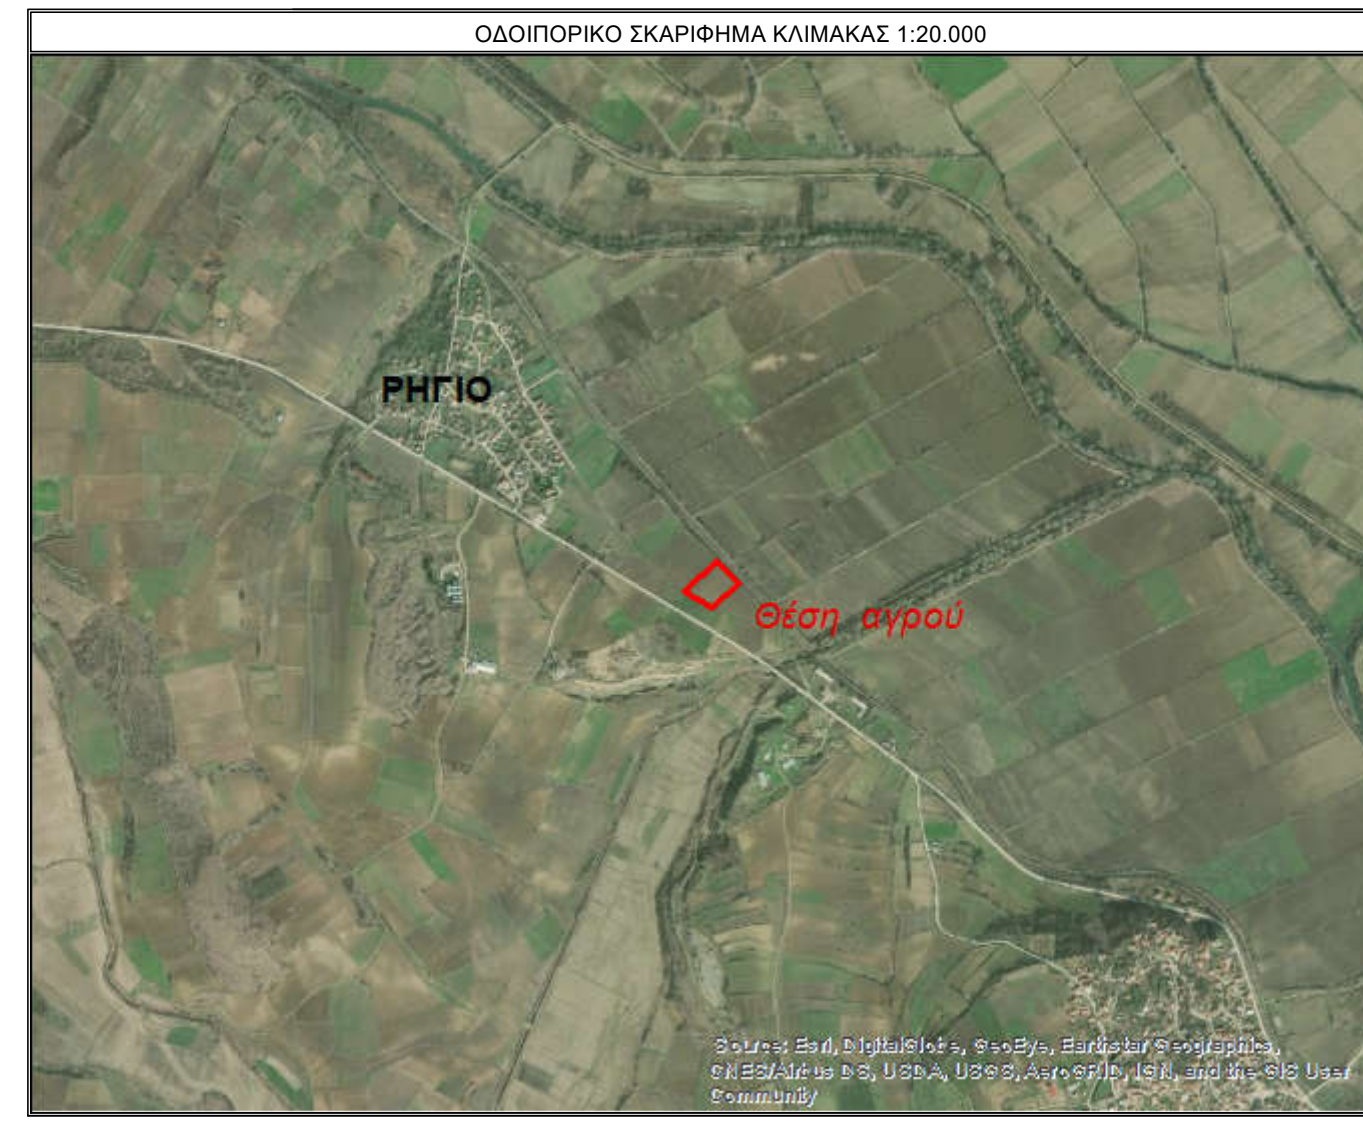 ΟΔΟΙΠΟΡΙΚΟ ΣΚΑΡΙΦΗΜΑ ΚΛΙΜΑΚΑΣ 1:20.000
ΡΗΓΙΟ
Θέση αγρού
Source: Esri, DigitalGlobe, GeoEye, Earthstar Geographics,
CNES/Airbus DS, USDA, USGS, AeroGRID, IGN, and the GIS User
Community